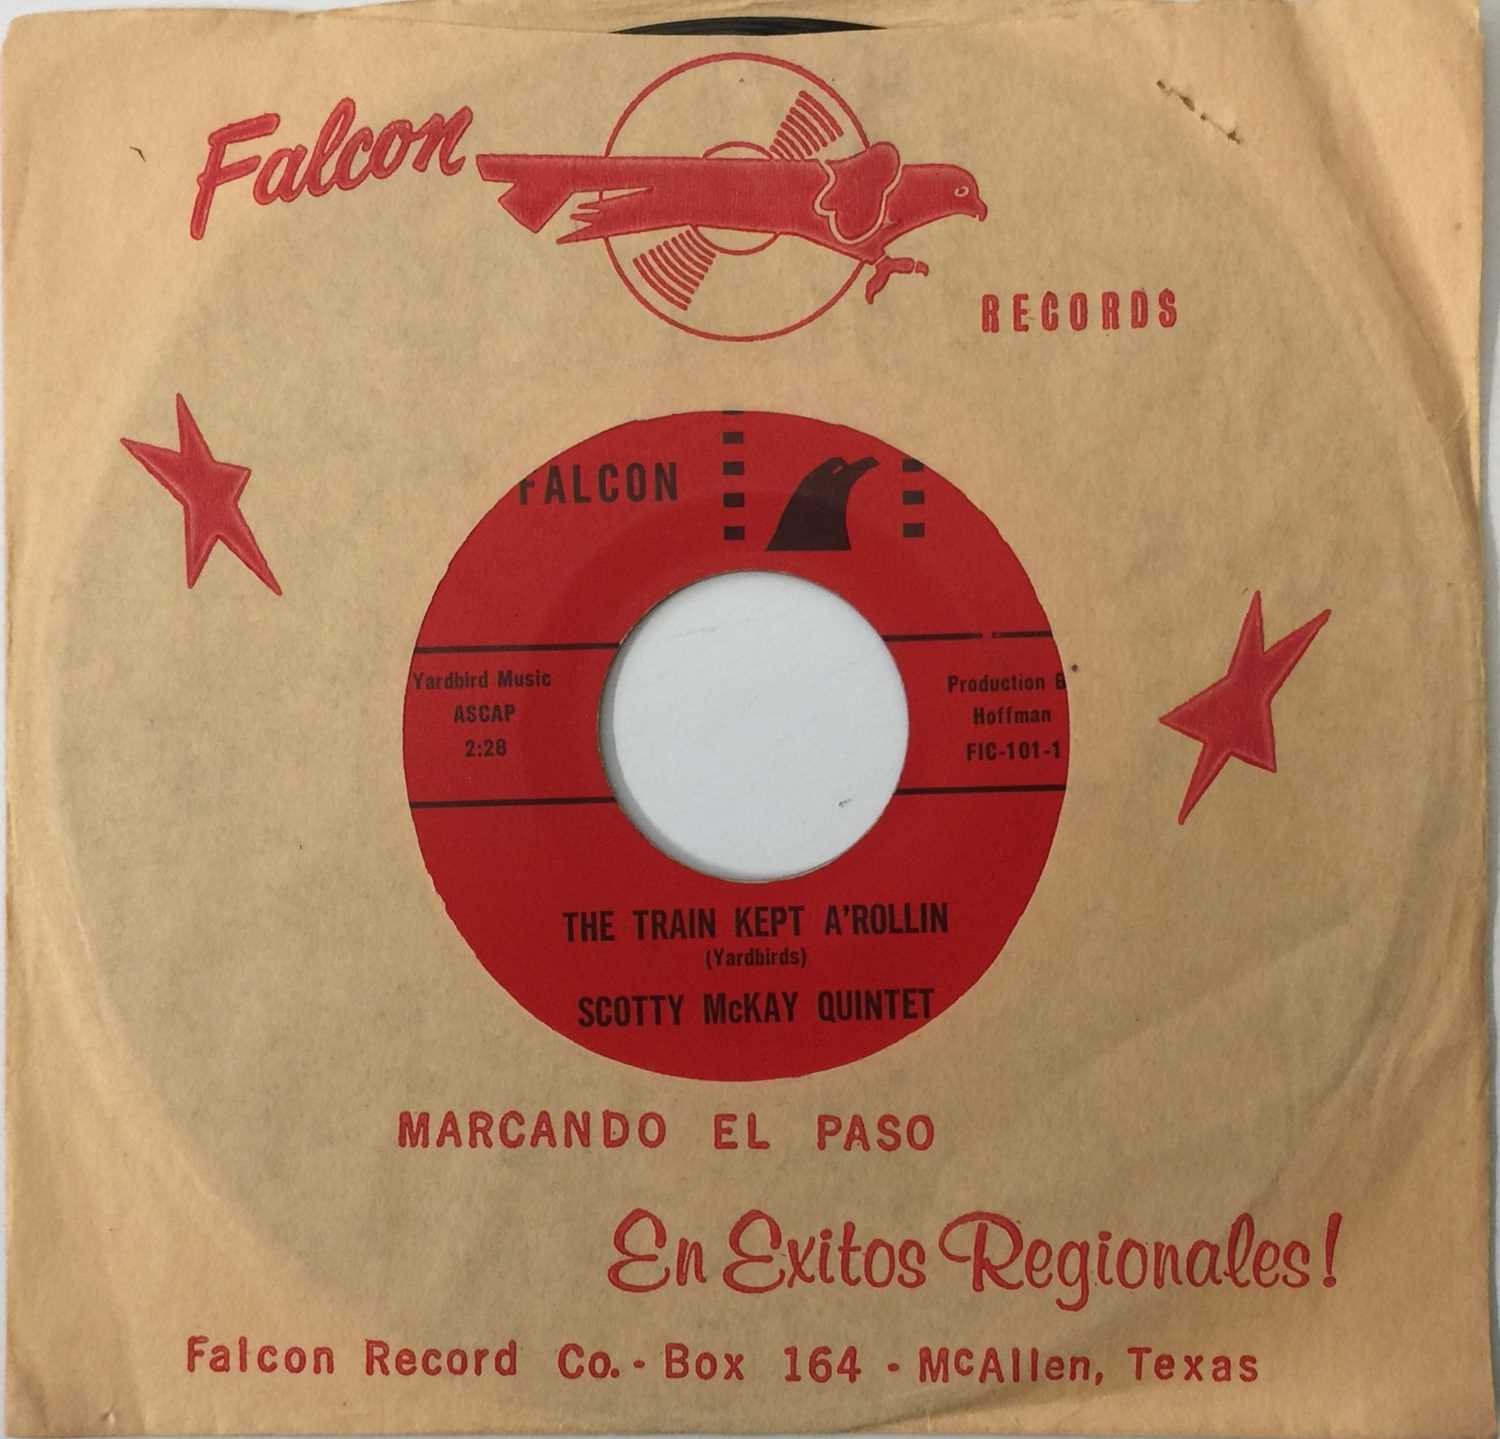 Falcon
RECORDS
FALCON
Yardbird Music
ASCAP
2:28
Production B
Hoffman
FIC-101-1
THE TRAIN KEPT A'ROLLIN
(Yardbirds)
SCOTTY McKAY QUINTET
MARCANDO EL PASO
En Exitos Regionales!
Falcon Record Co. - Box 164 - McAllen, Texas